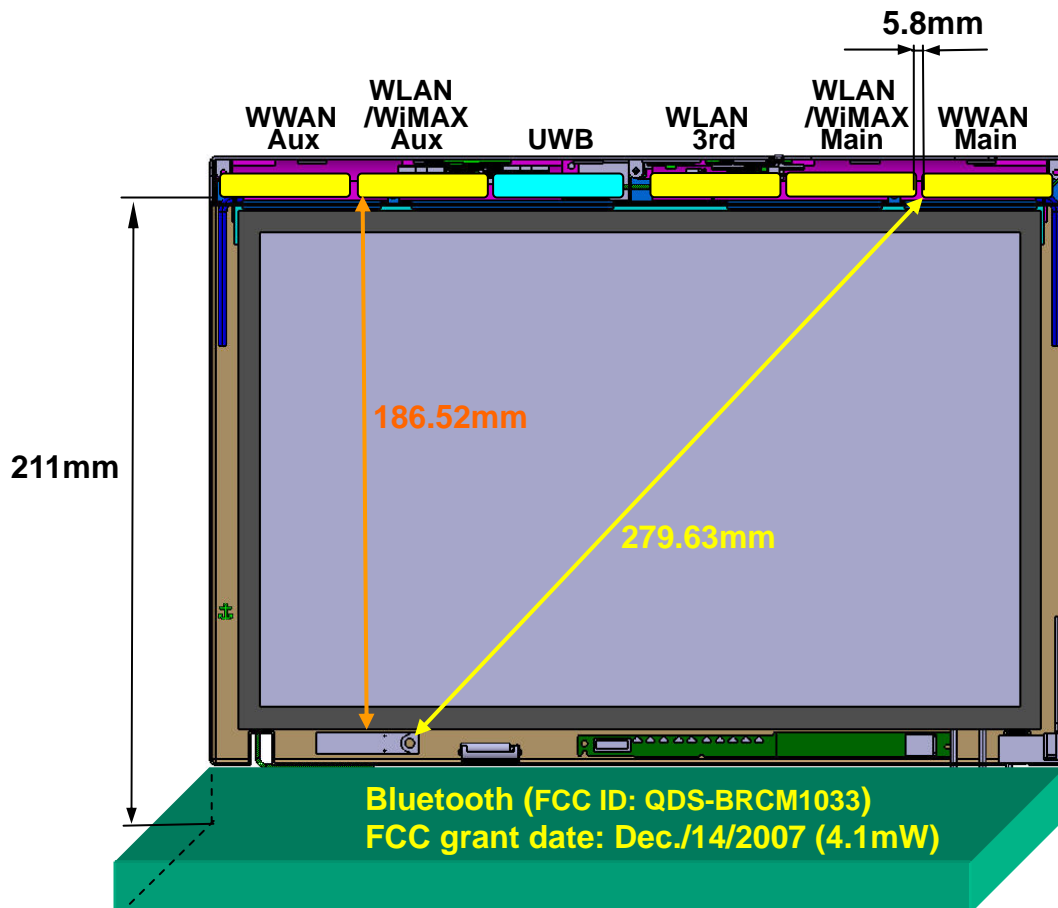 5.8mm
WWAN
Aux
WLAN
/WiMAX
Aux
UWB
WLAN
3rd
WLAN
/WiMAX
Main
WWAN
Main
186.52mm
211mm
279.63mm
Bluetooth (FCC ID: QDS-BRCM1033)
FCC grant date: Dec./14/2007 (4.1mW)